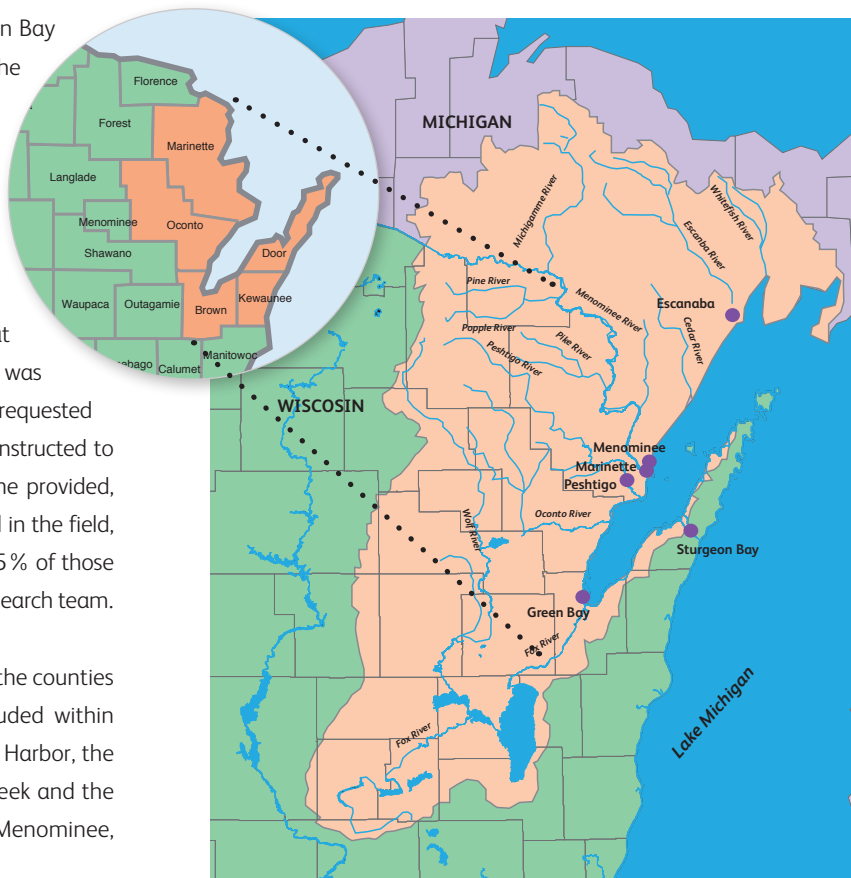 n Bay
he
at
was
requested
nstructed to
ne provided,
d in the field,
5% of those
earch team.
the counties
uded within
Harbor, the
eek and the
Menominee,
Florence
Forest
Marinette
Langlade
Menominee
Oconto
Shawano
Door
Waupaca
Outagamie
Brown
Kewaunee
ebago
Calumet
Manitowoc
MICHIGAN
Michigamme River
Whitefish River
Escanba River
Pine River
Menominee River
Escanaba
Popple River
Pike River
Cedar River
Peshtigo River
WISCOSIN
Menominee
Marinette
Peshtigo
Wolf River
Oconto River
Sturgeon Bay
Green Bay
Fox River
Fox River
Lake Michigan